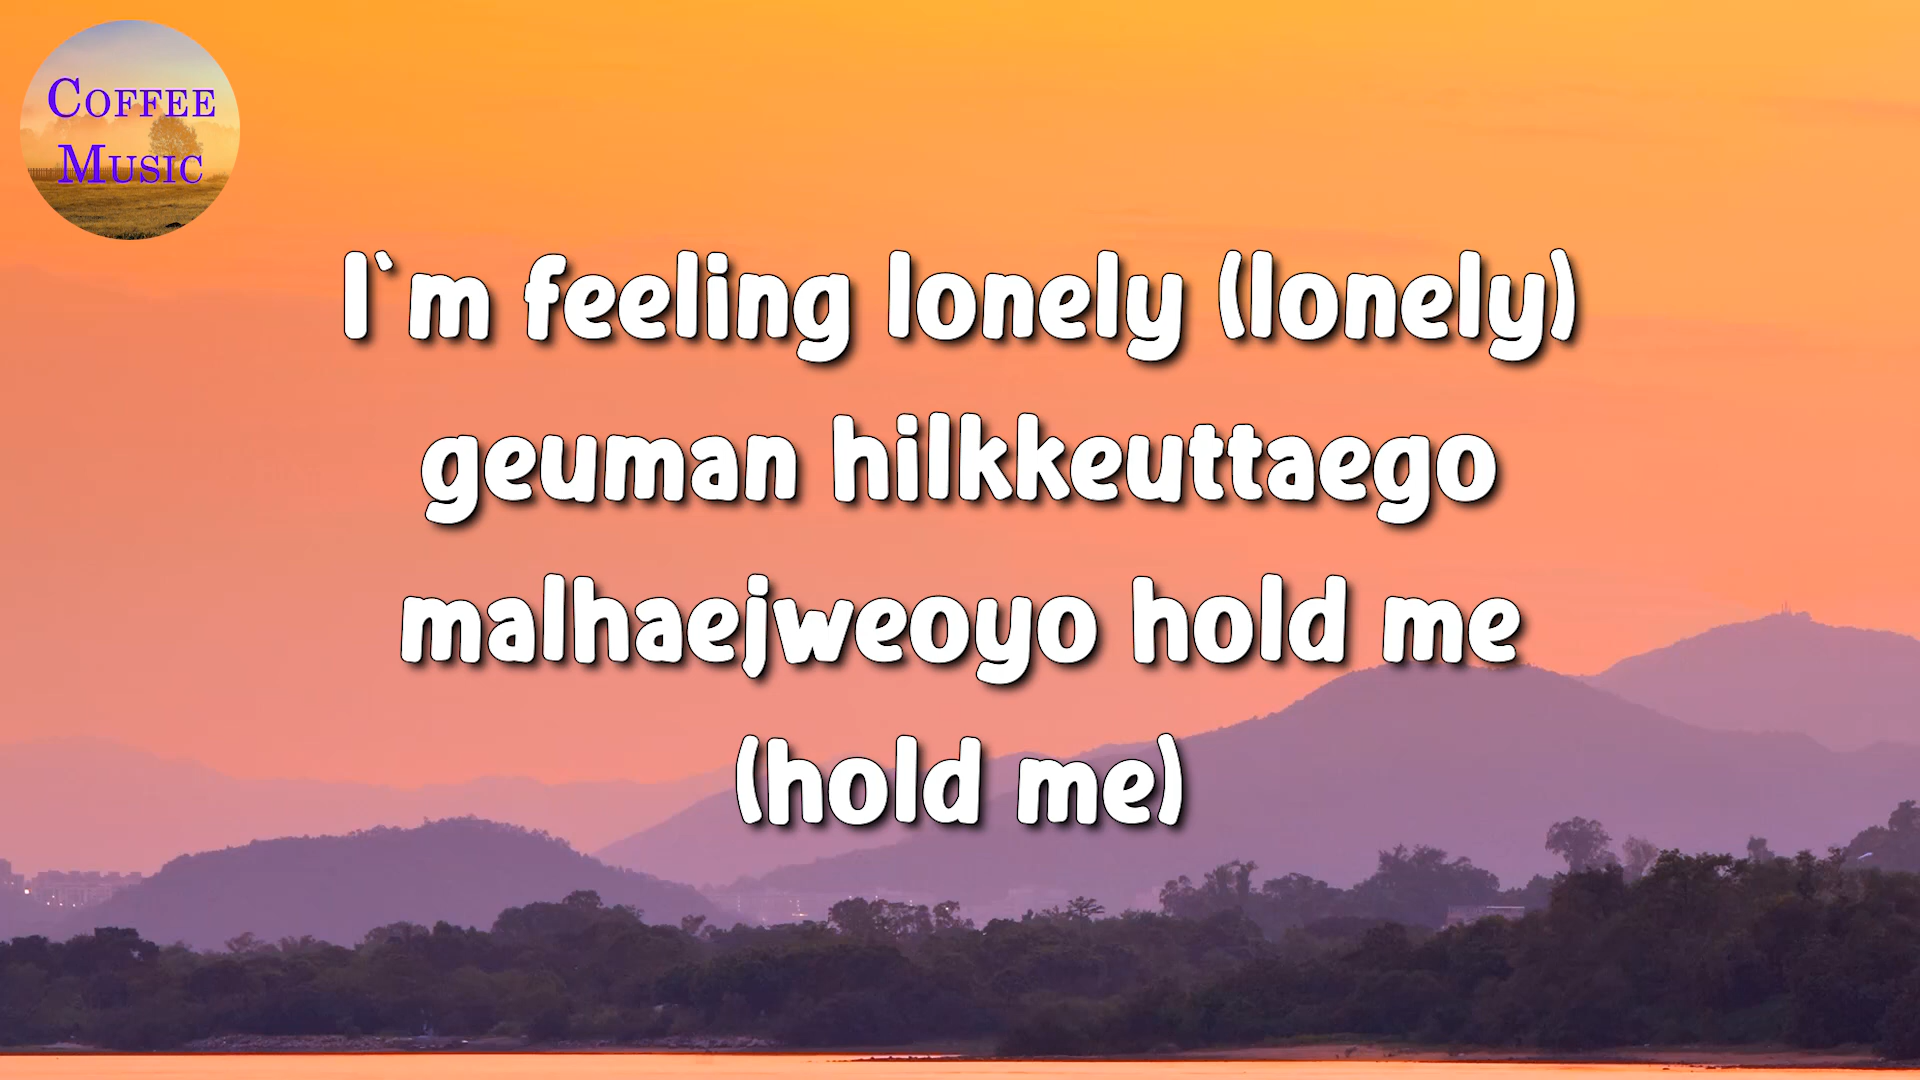 COFFEE
MUSIC
I`m feeling lonely (lonely)
geuman hilkkeuttaego
malhaejweoyo hold me
(hold me)